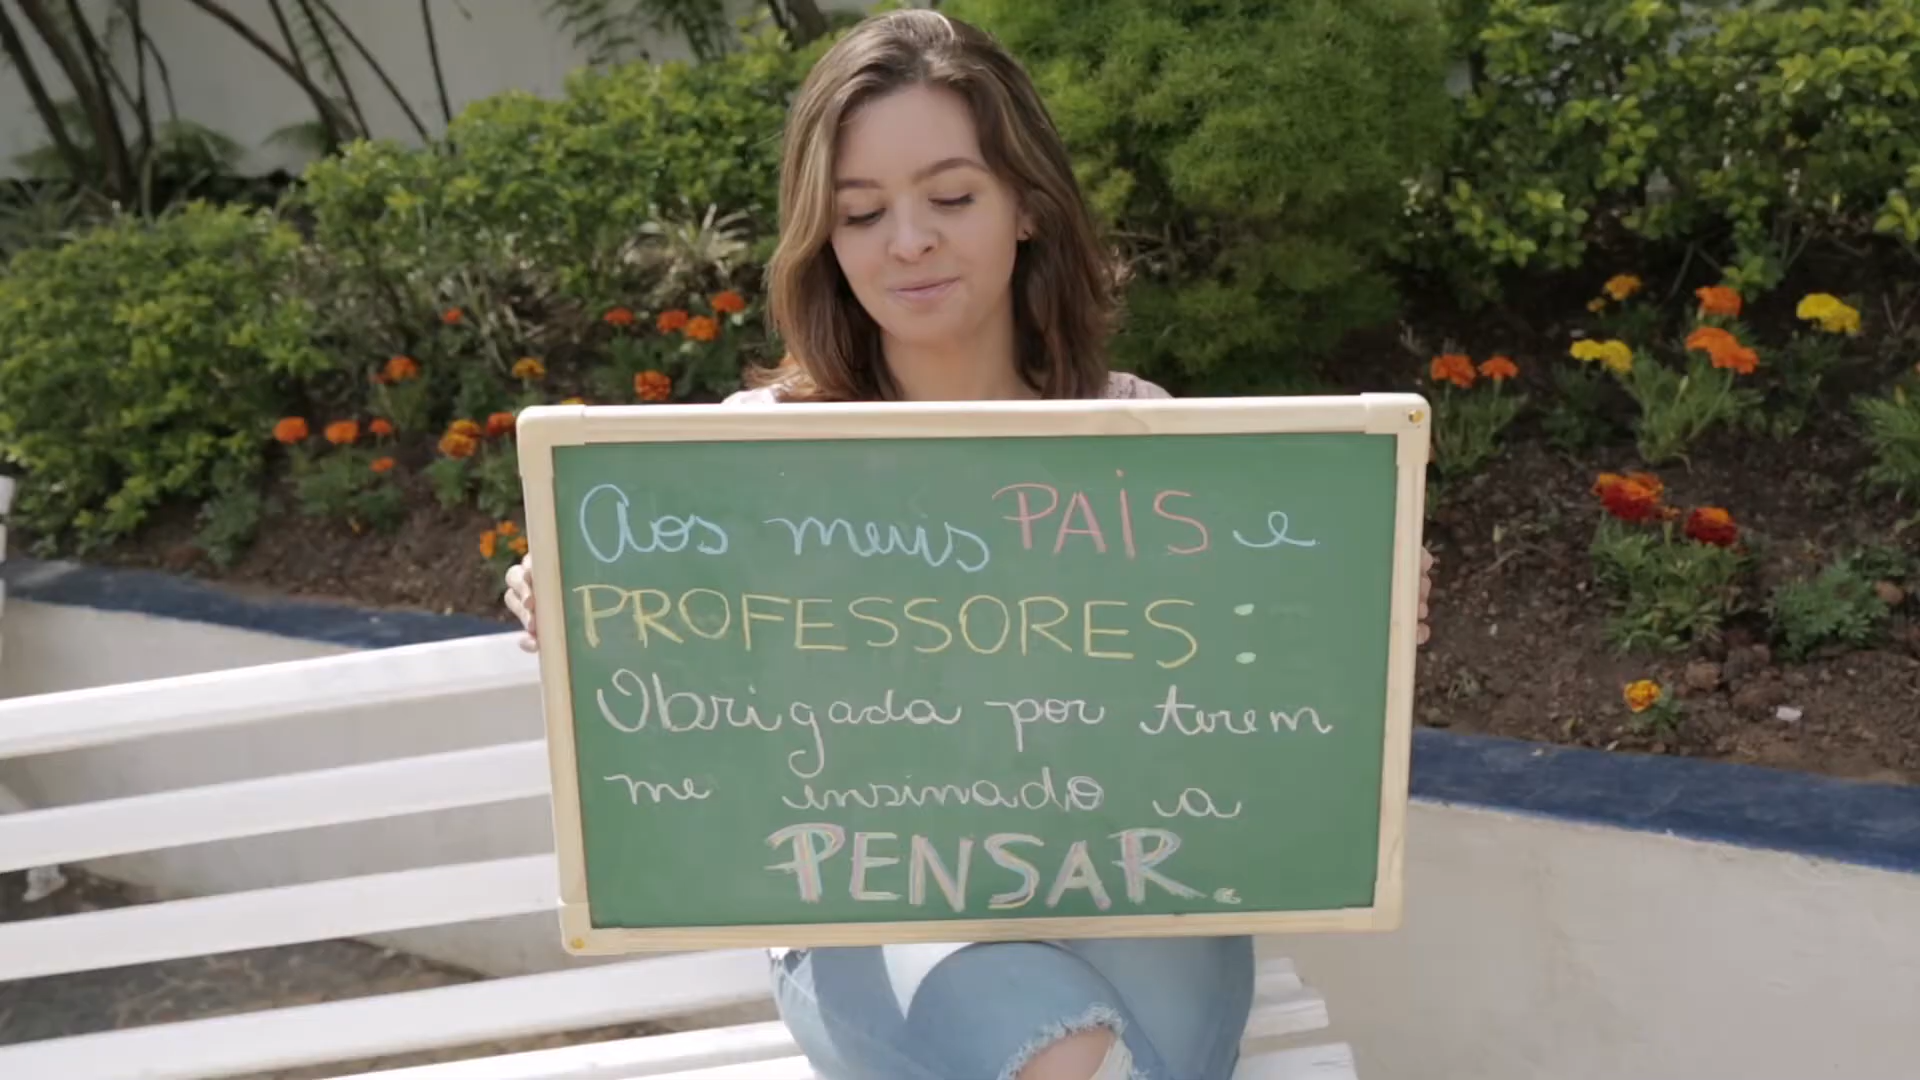 Aos meus PAIS e
PROFESSORES:
Obrigada por terem
me ensinado a
PENSAR.